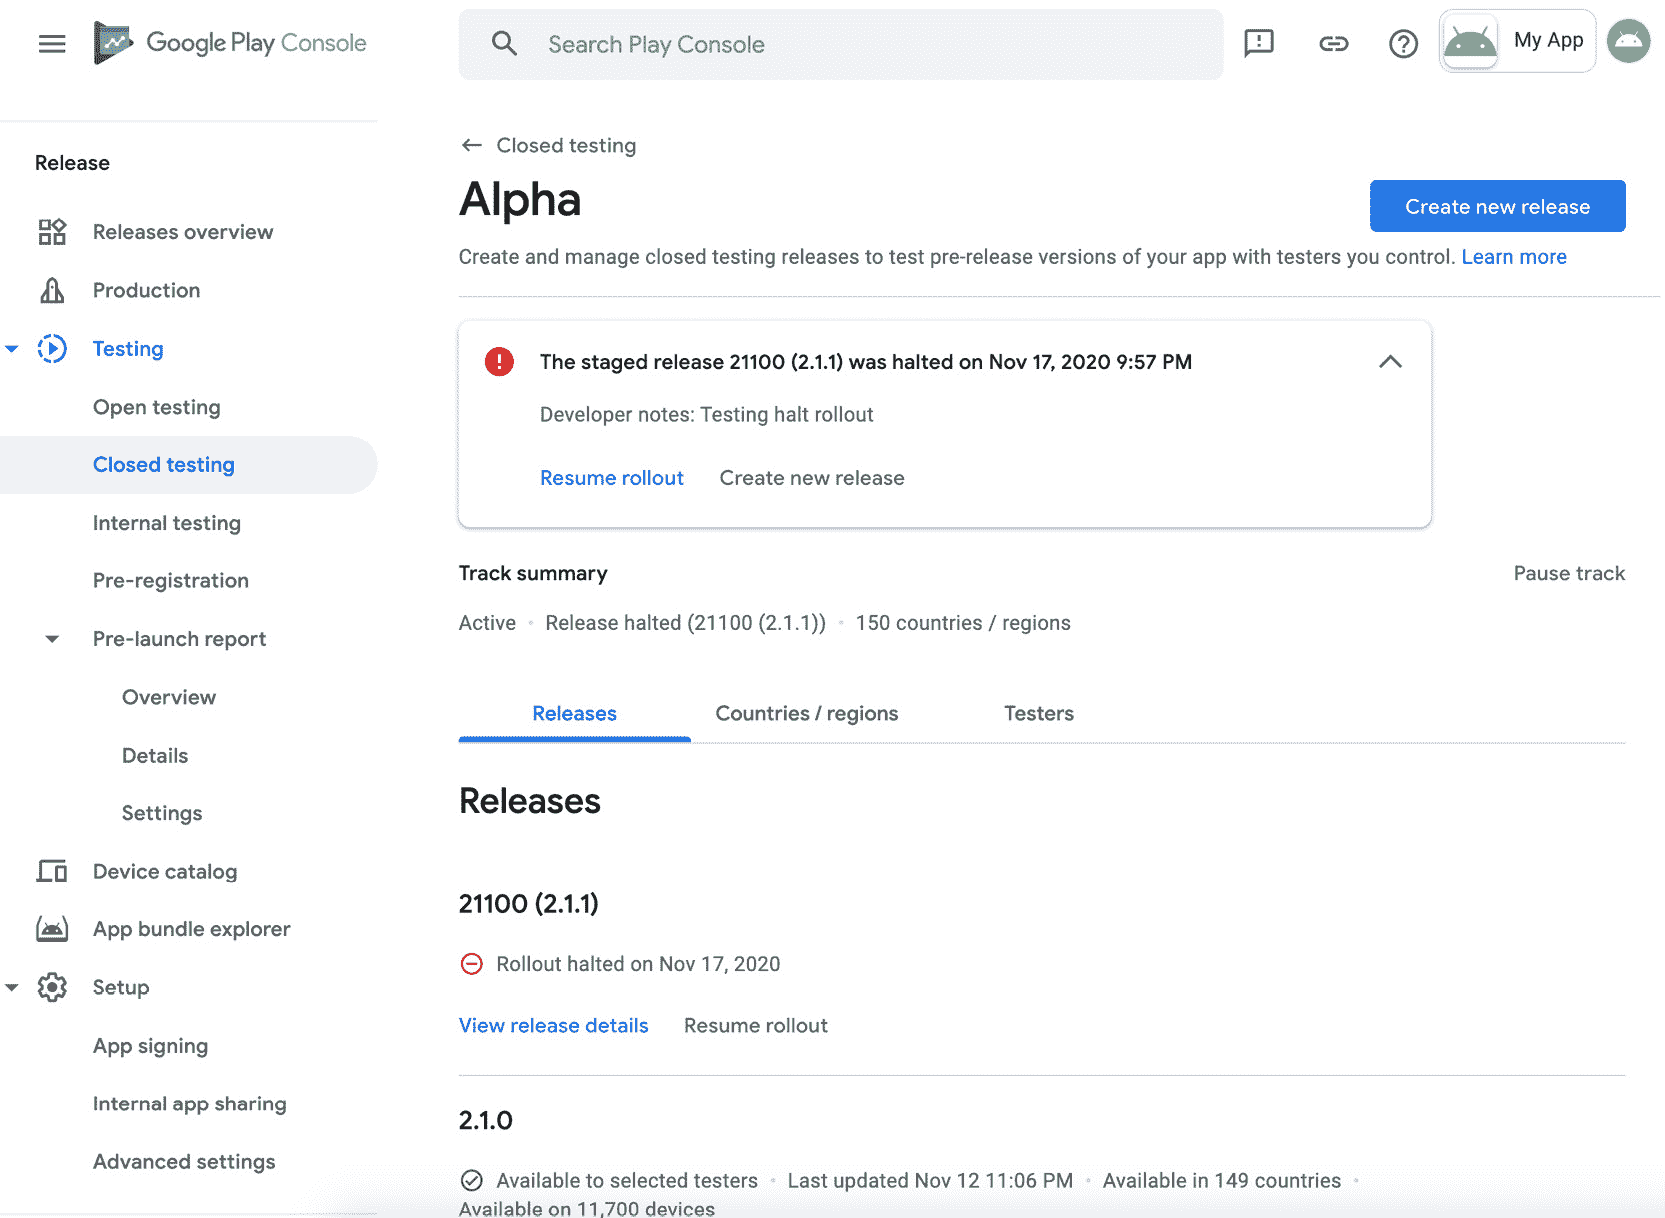 Google Play Console
Search Play Console
My App
Release
Releases overview
Production
Testing
Open testing
Closed testing
Internal testing
Pre-registration
Pre-launch report
Overview
Details
Settings
Device catalog
App bundle explorer
Setup
App signing
Internal app sharing
Advanced settings
Closed testing
Alpha
Create new release
Create and manage closed testing releases to test pre-release versions of your app with testers you control. Learn more
The staged release 21100 (2.1.1) was halted on Nov 17, 2020 9:57 PM
Developer notes: Testing halt rollout
Resume rollout Create new release
Track summary Pause track
Active • Release halted (21100 (2.1.1)) • 150 countries / regions
Releases Countries / regions Testers
Releases
21100 (2.1.1)
Rollout halted on Nov 17, 2020
View release details Resume rollout
2.1.0
Available to selected testers • Last updated Nov 12 11:06 PM • Available in 149 countries •
Available on 11,700 devices